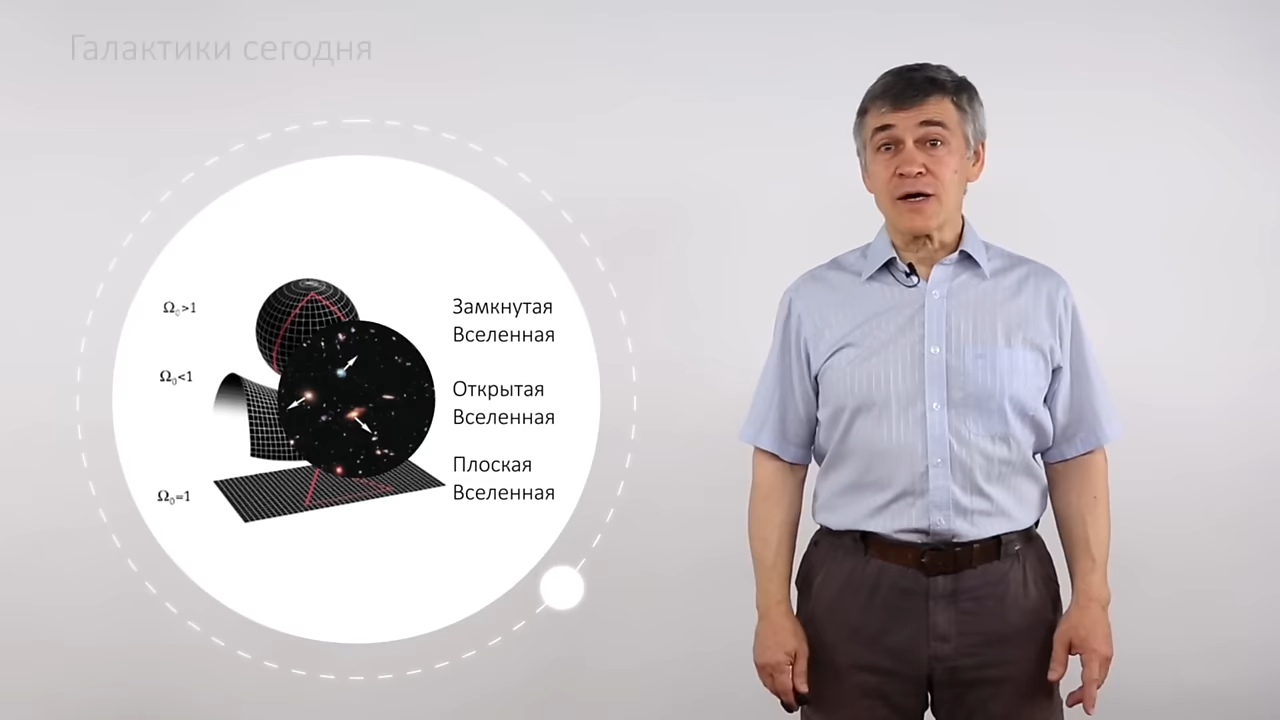 Галактики сегодня
Ω₀>1
Замкнутая
Вселенная
Ω₀<1
Открытая
Вселенная
Ω₀=1
Плоская
Вселенная